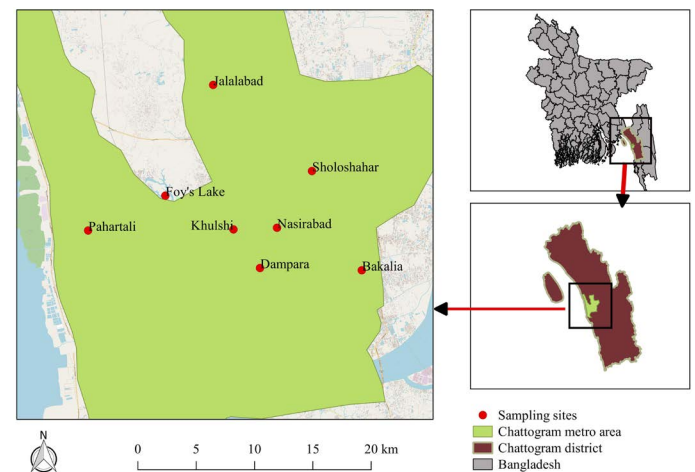 Jalalabad
Sholoshahar
Foy's Lake
Pahartali
Khulshi
Nasirabad
Dampara
Bakalia
N
0 5 10 15 20 km
Sampling sites
Chattogram metro area
Chattogram district
Bangladesh